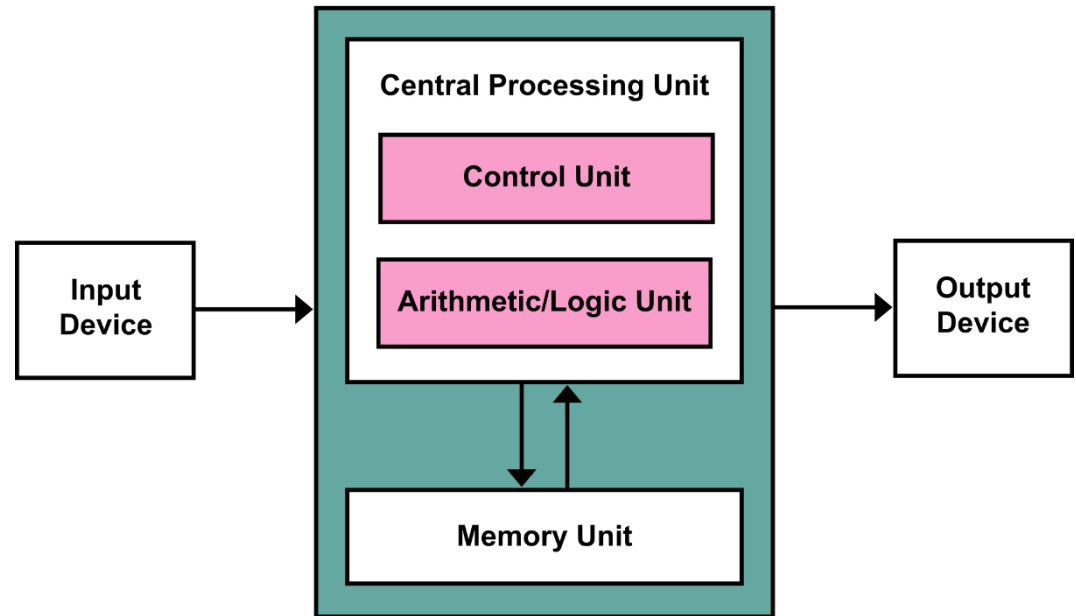 Central Processing Unit
Control Unit
Arithmetic/Logic Unit
Input
Device
Output
Device
Memory Unit